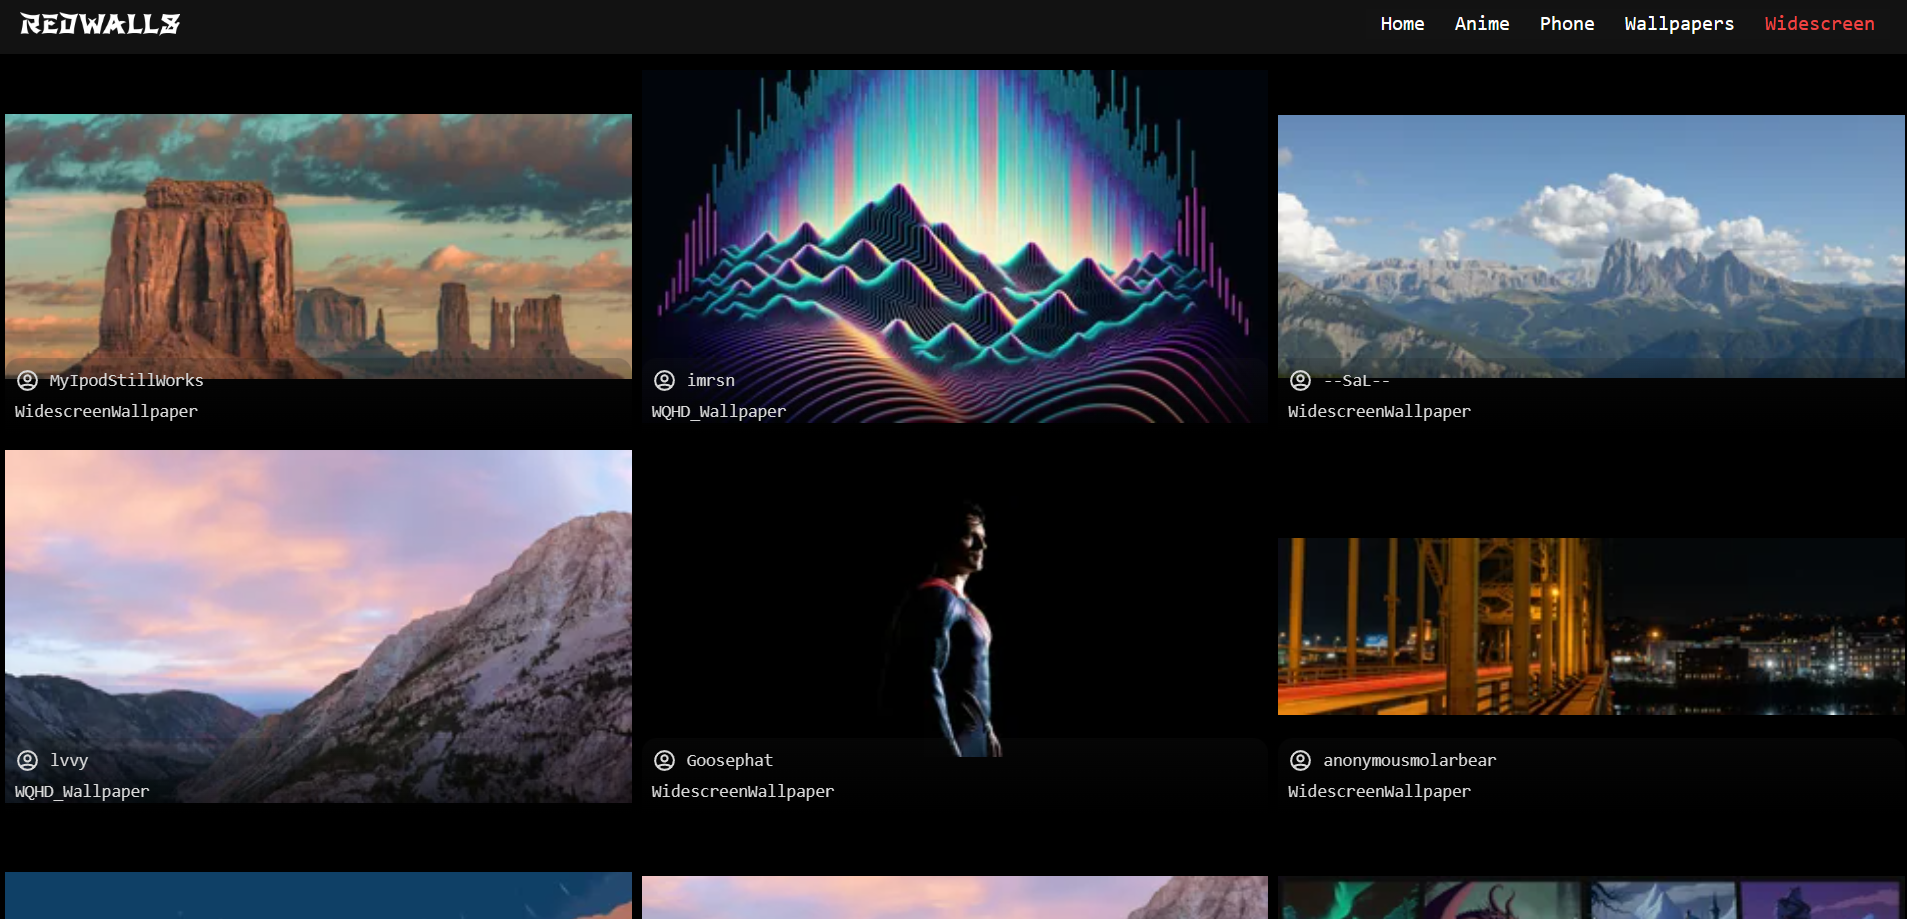 REDWALLS
Home Anime Phone Wallpapers Widescreen
MyIpodStillWorks
WidescreenWallpaper
imrsn
WQHD_Wallpaper
--SaL--
WidescreenWallpaper
lvvy
WQHD_Wallpaper
Goosephat
WidescreenWallpaper
anonymousmolarbear
WidescreenWallpaper